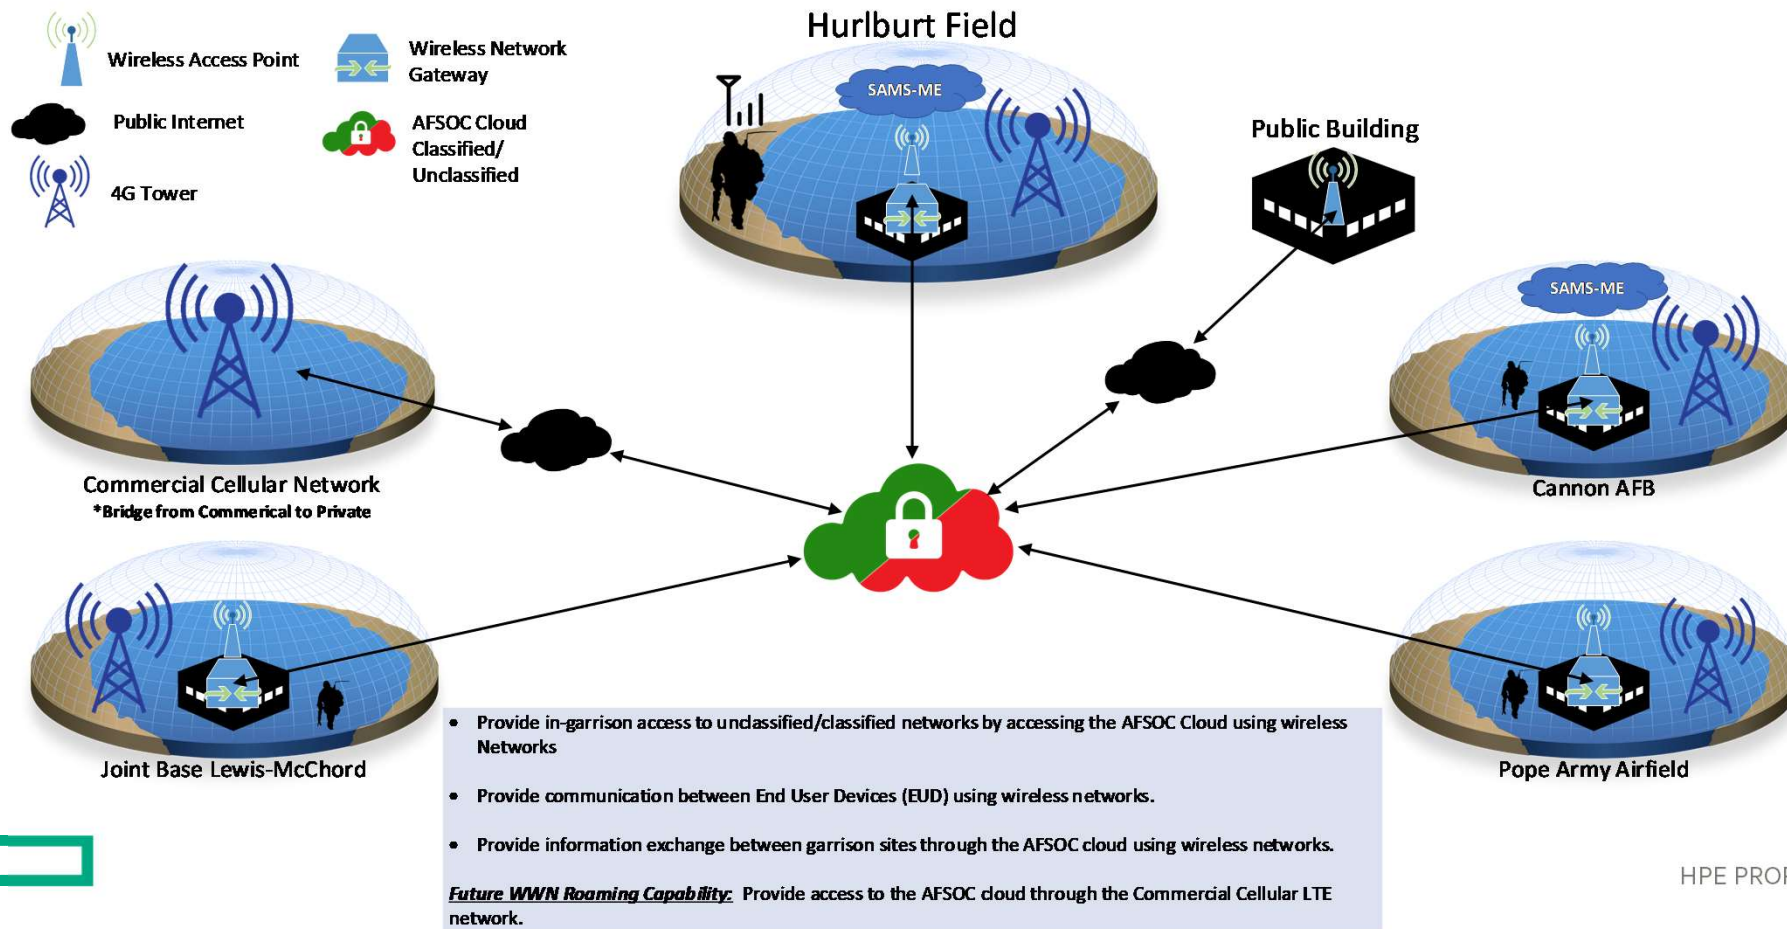 Hurlburt Field
Wireless Access Point
Wireless Network
Gateway
Public Internet
AFSOC Cloud
Classified/
Unclassified
4G Tower
SAMS-ME
Public Building
SAMS-ME
Commercial Cellular Network
*Bridge from Commerical to Private
Cannon AFB
Joint Base Lewis-McChord
Pope Army Airfield
• Provide in-garrison access to unclassified/classified networks by accessing the AFSOC Cloud using wireless
Networks
• Provide communication between End User Devices (EUD) using wireless networks.
• Provide information exchange between garrison sites through the AFSOC cloud using wireless networks.
Future WWN Roaming Capability: Provide access to the AFSOC cloud through the Commercial Cellular LTE
network.
HPE PROP